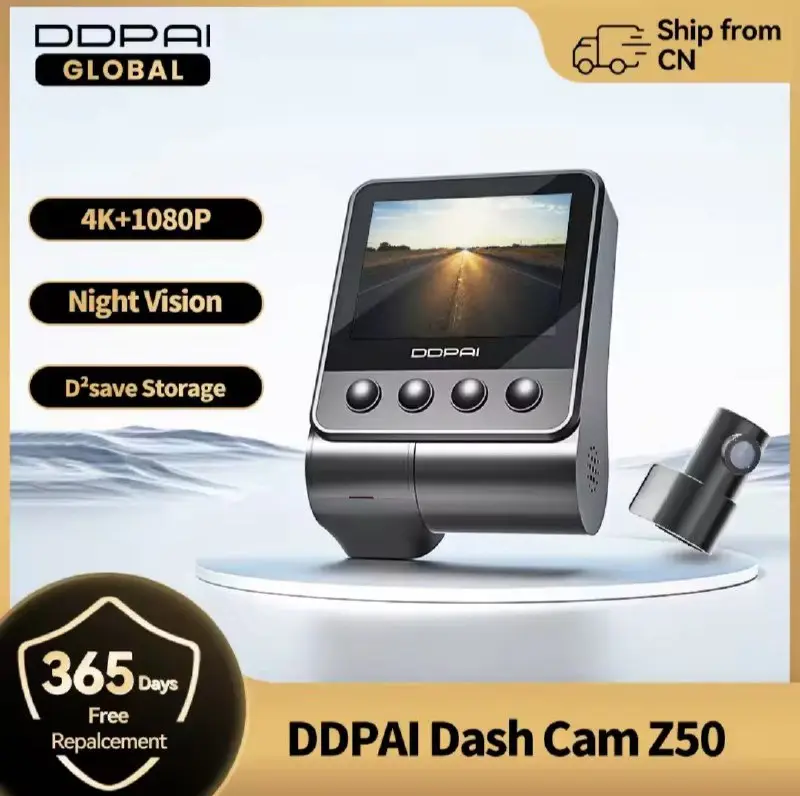 DDPAI
GLOBAL
Ship from
CN
4K+1080P
Night Vision
D²save Storage
DDPAI
365 Days
Free
Repalcement
DDPAI Dash Cam Z50